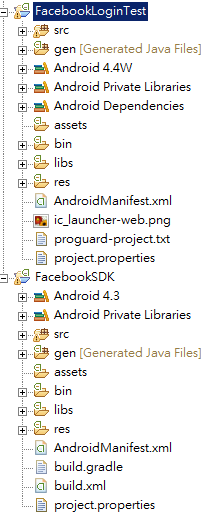 FacebookLoginTest
src
gen [Generated Java Files]
Android 4.4W
Android Private Libraries
Android Dependencies
assets
bin
libs
res
AndroidManifest.xml
ic_launcher-web.png
proguard-project.txt
project.properties
FacebookSDK
Android 4.3
Android Private Libraries
src
gen [Generated Java Files]
assets
bin
libs
res
AndroidManifest.xml
build.gradle
build.xml
project.properties